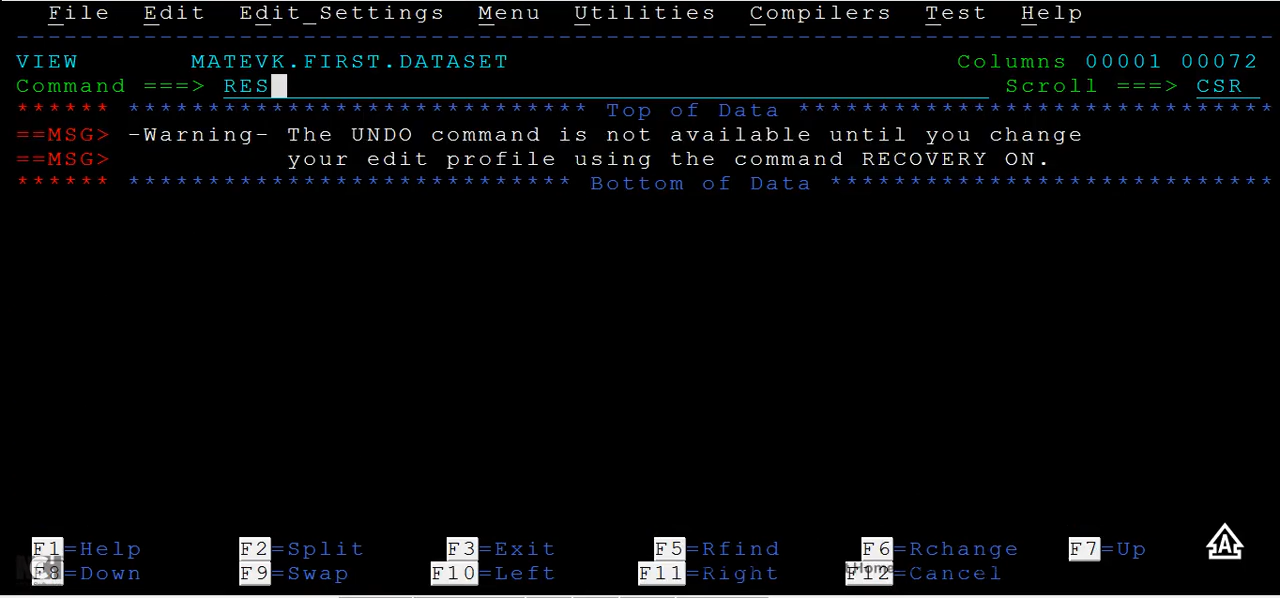 File Edit Edit_Settings Menu Utilities Compilers Test Help
VIEW MATEVK.FIRST.DATASET Columns 00001 00072
Command ===> RES Scroll ===> CSR
****** ***************************** Top of Data ******************************
==MSG> -Warning- The UNDO command is not available until you change
==MSG> your edit profile using the command RECOVERY ON.
****** **************************** Bottom of Data ****************************
F1=Help F2=Split F3=Exit F5=Rfind F6=Rchange F7=Up
F8=Down F9=Swap F10=Left F11=Right F12=Cancel
Home
A